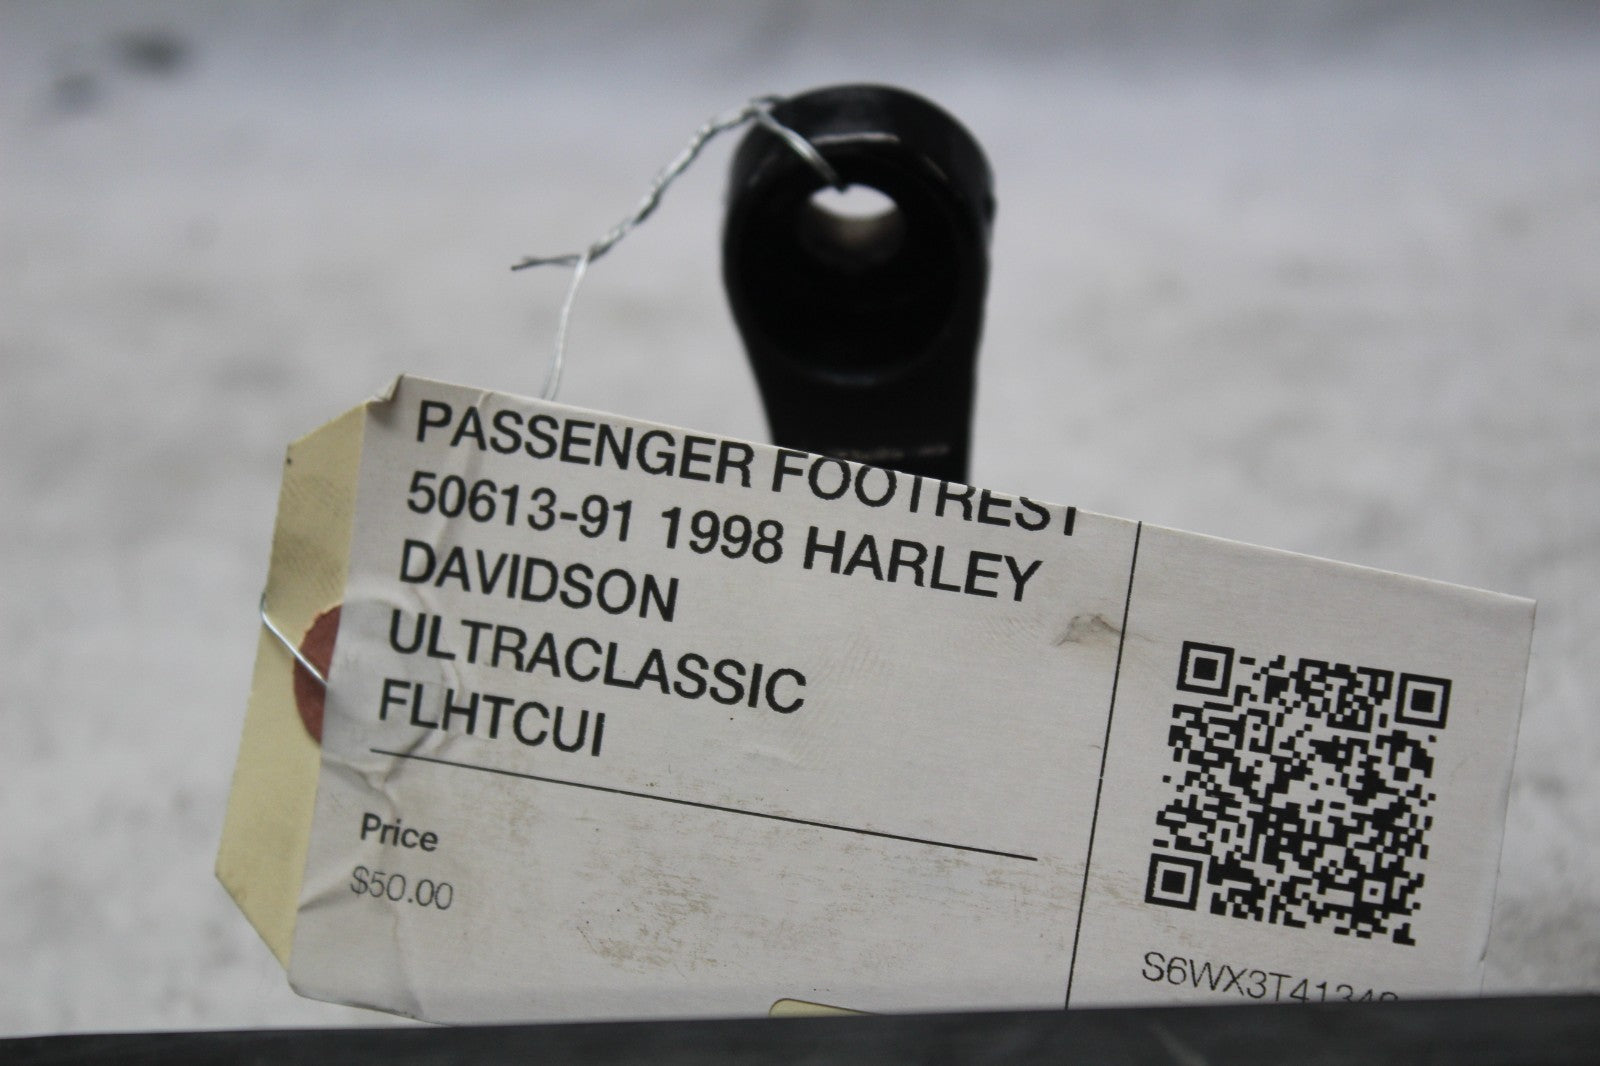 PASSENGER FOOTREST
50613-91 1998 HARLEY
DAVIDSON
ULTRACLASSIC
FLHTCUI
Price
$50.00